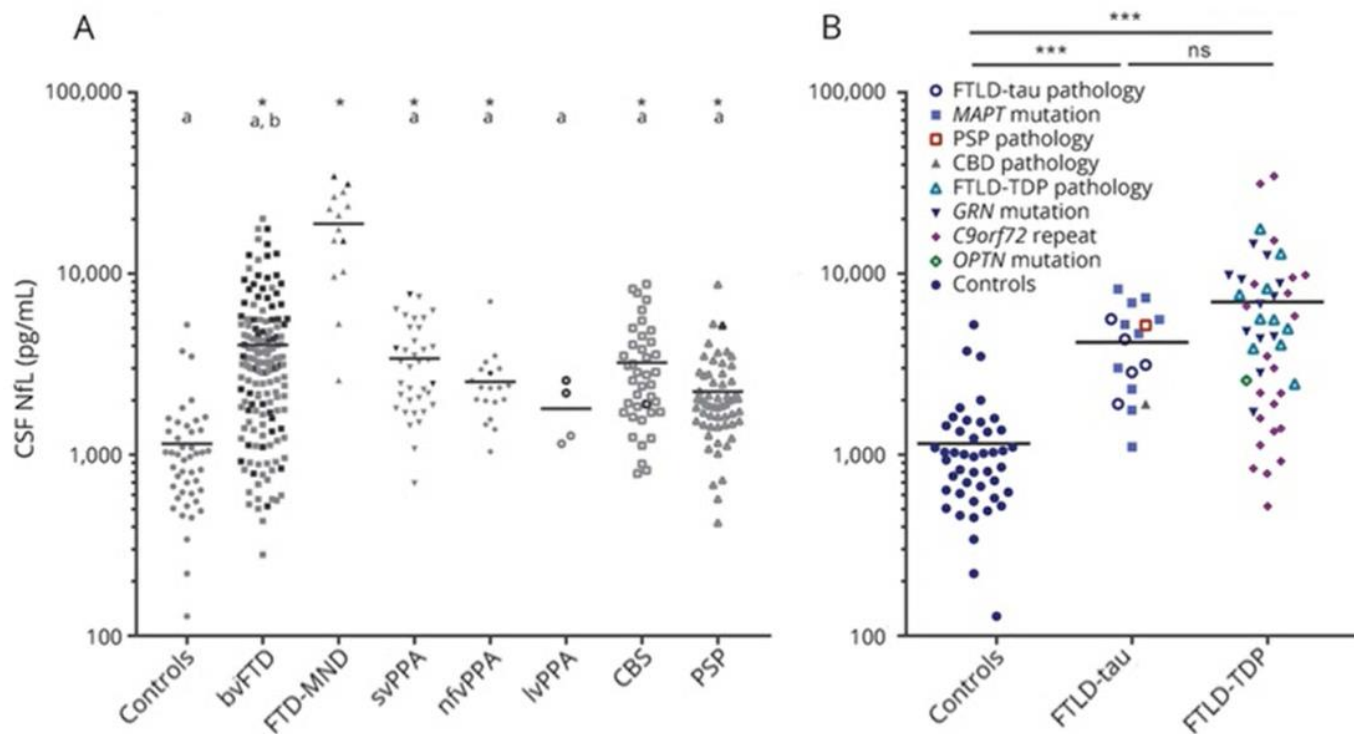 A
CSF NfL (pg/mL)
100,000
10,000
1,000
100
a
*
a, b
*
*
a
*
a
a
*
a
*
a
Controls
bvFTD
FTD-MND
svPPA
nfvPPA
lvPPA
CBS
PSP
B
***
***
ns
100,000
10,000
1,000
100
FTLD-tau pathology
MAPT mutation
PSP pathology
CBD pathology
FTLD-TDP pathology
GRN mutation
C9orf72 repeat
OPTN mutation
Controls
Controls
FTLD-tau
FTLD-TDP